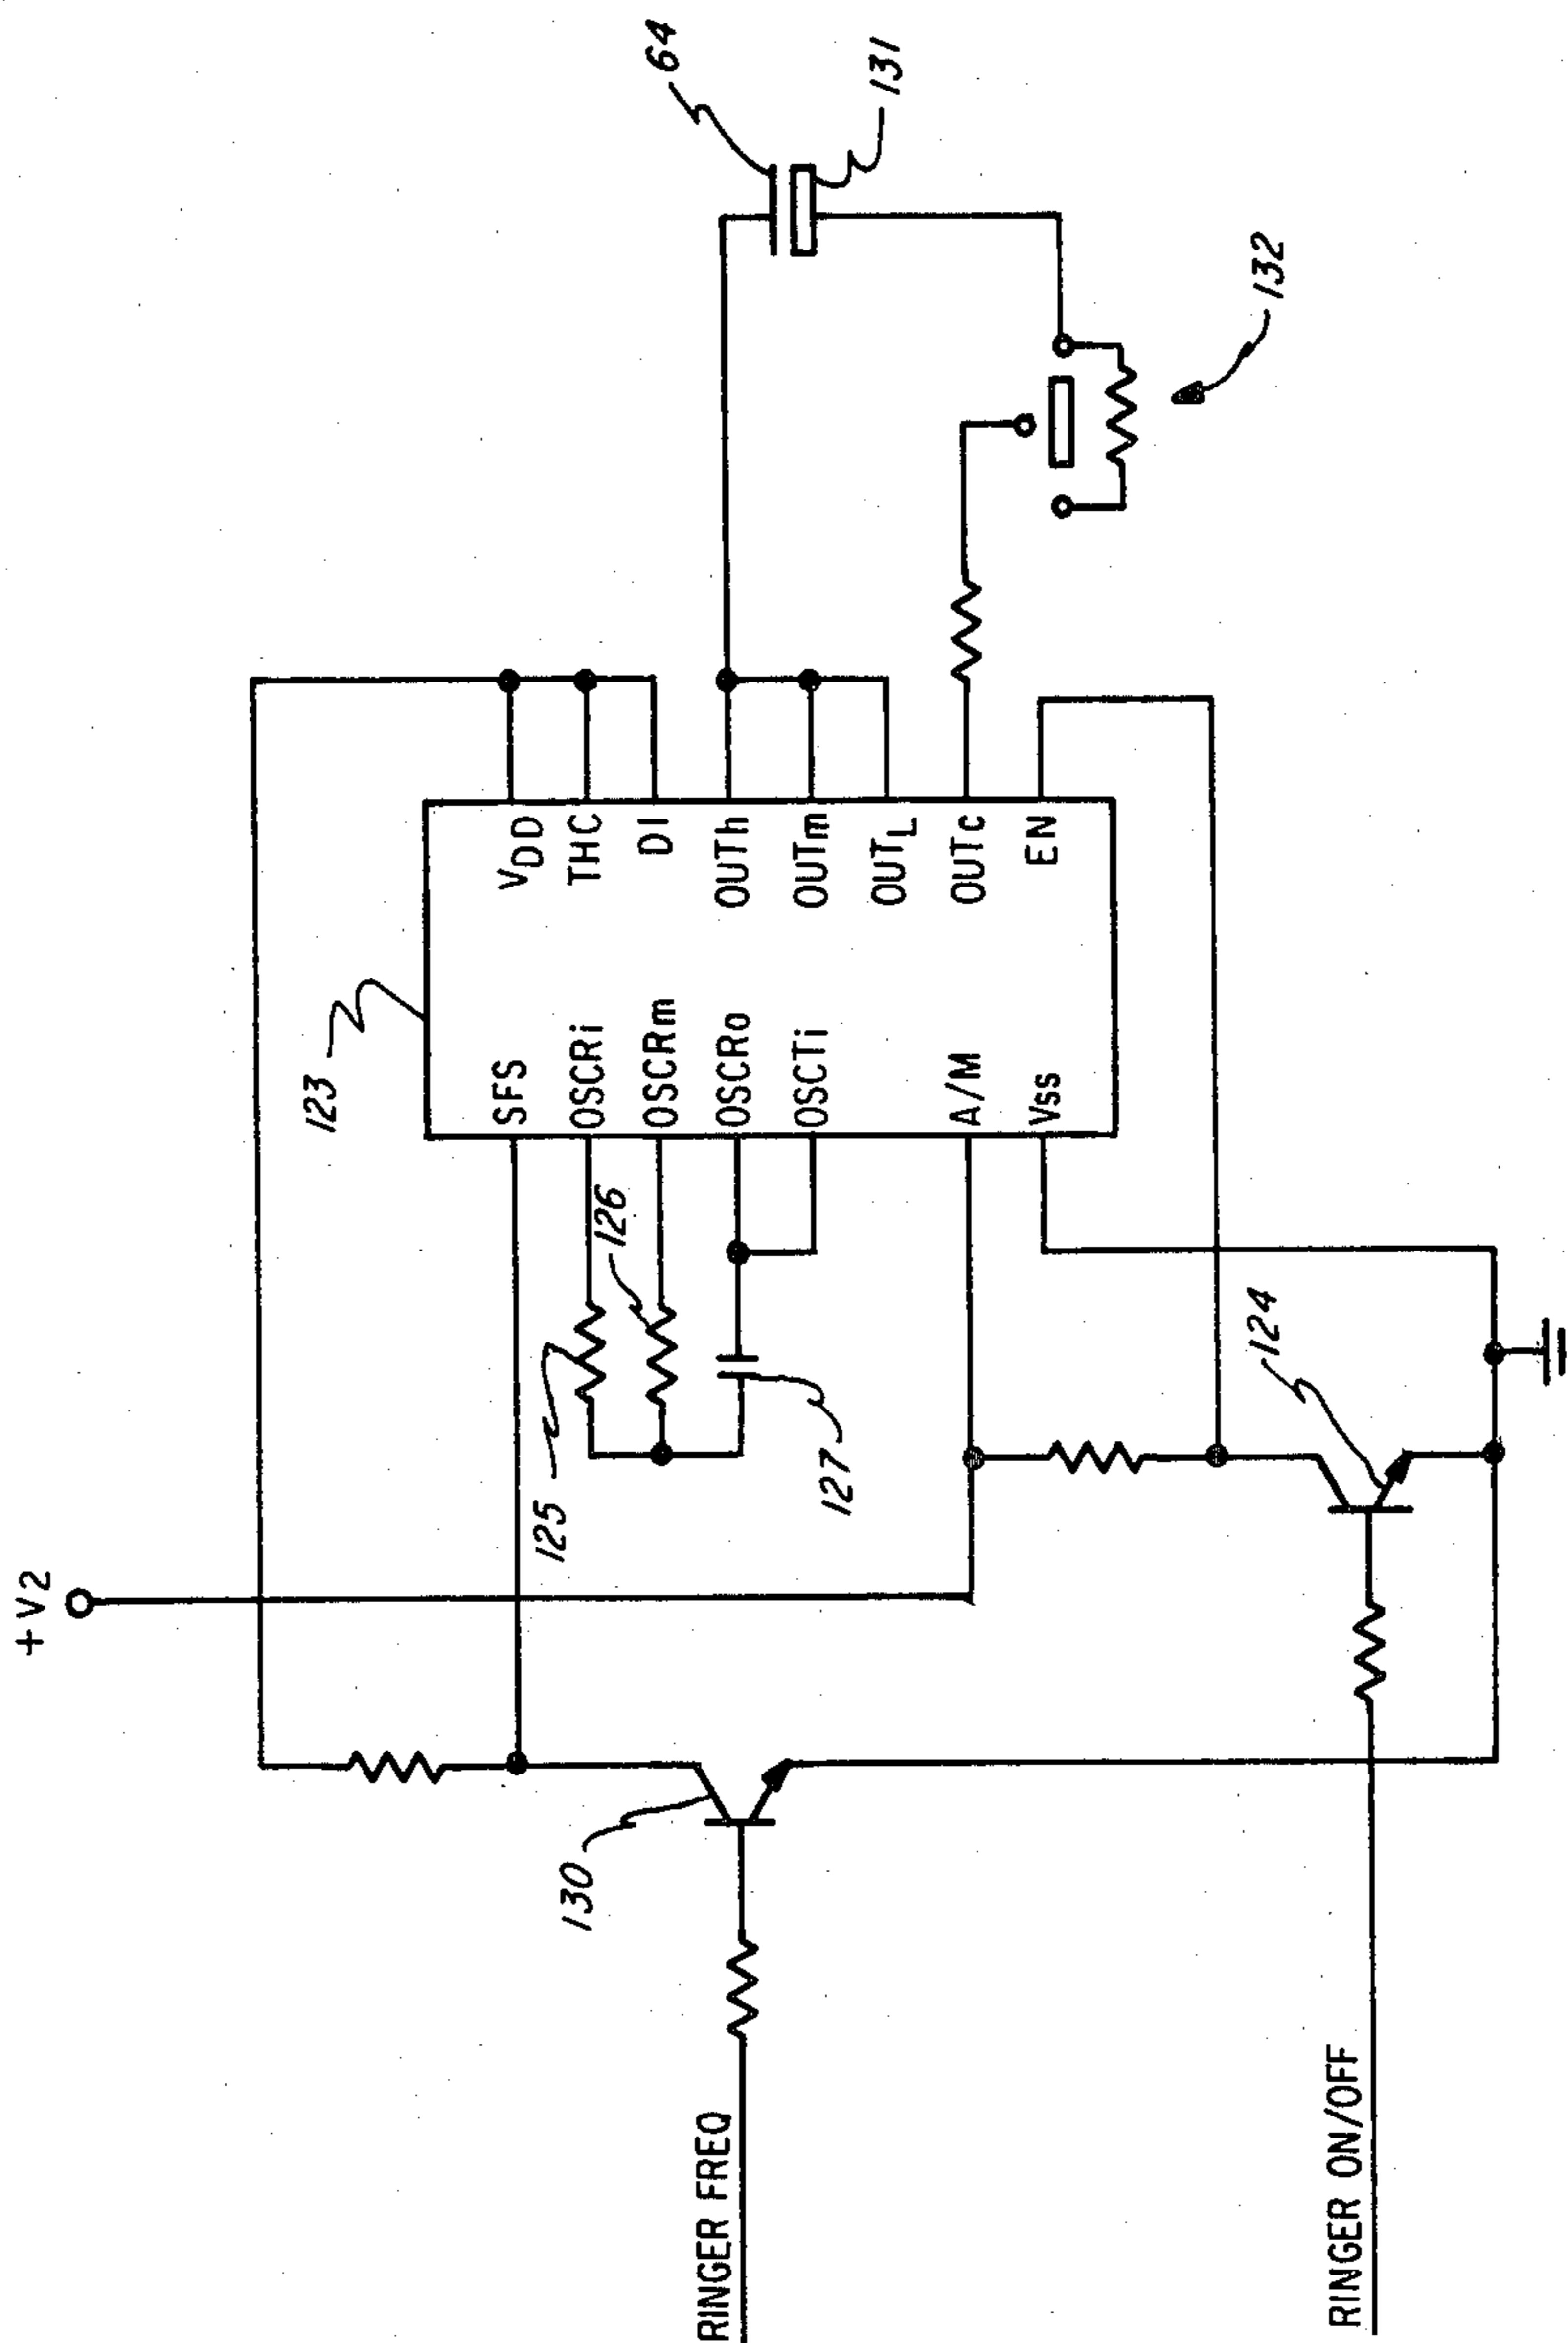 +V2
64
131
132
123
SFS
OSCRi
OSCRm
OSCRo
OSCTi
A/M
Vss
VDD
THC
DI
OUTh
OUTm
OUTL
OUTc
EN
125
126
127
124
130
RINGER FREQ
RINGER ON/OFF